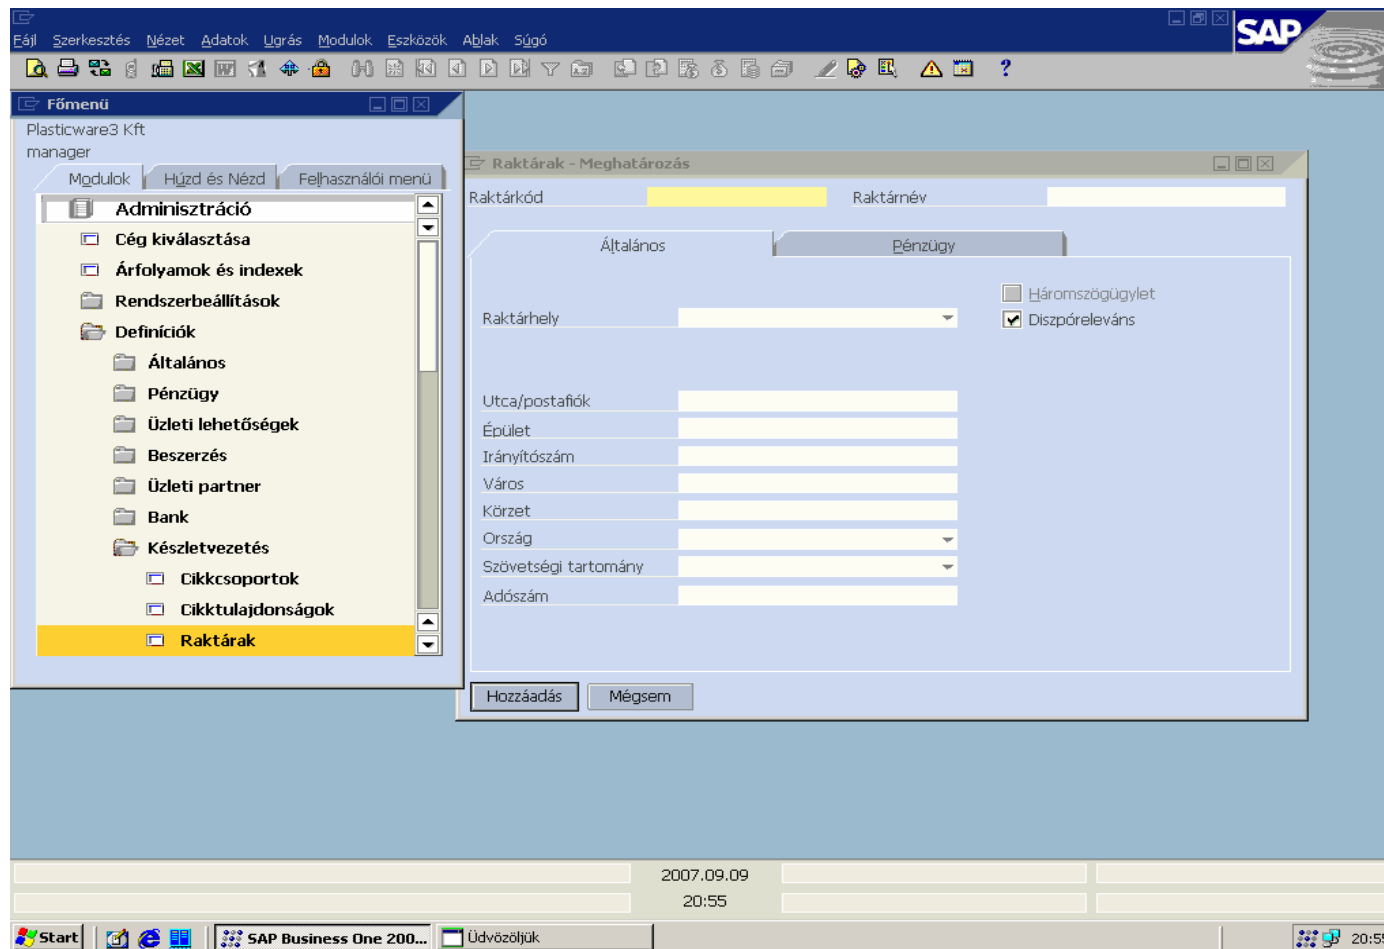 SAP
Fájl Szerkesztés Nézet Adatok Ugrás Modulok Eszközök Ablak Súgó
Főmenü
Plasticware3 Kft
manager
Modulok Húzd és Nézd Felhasználói menü
Adminisztráció
Cég kiválasztása
Árfolyamok és indexek
Rendszerbeállítások
Definíciók
Általános
Pénzügy
Üzleti lehetőségek
Beszerzés
Üzleti partner
Bank
Készletvezetés
Cikkcsoportok
Cikktulajdonságok
Raktárak
Raktárak - Meghatározás
Raktárkód Raktárnév
Általános Pénzügy
Háromszögügylet
Raktárhely Diszpóreleváns
Utca/postafiók
Épület
Irányítószám
Város
Körzet
Ország
Szövetségi tartomány
Adószám
Hozzáadás Mégsem
2007.09.09
20:55
Start SAP Business One 200... Üdvözöljük 20:55